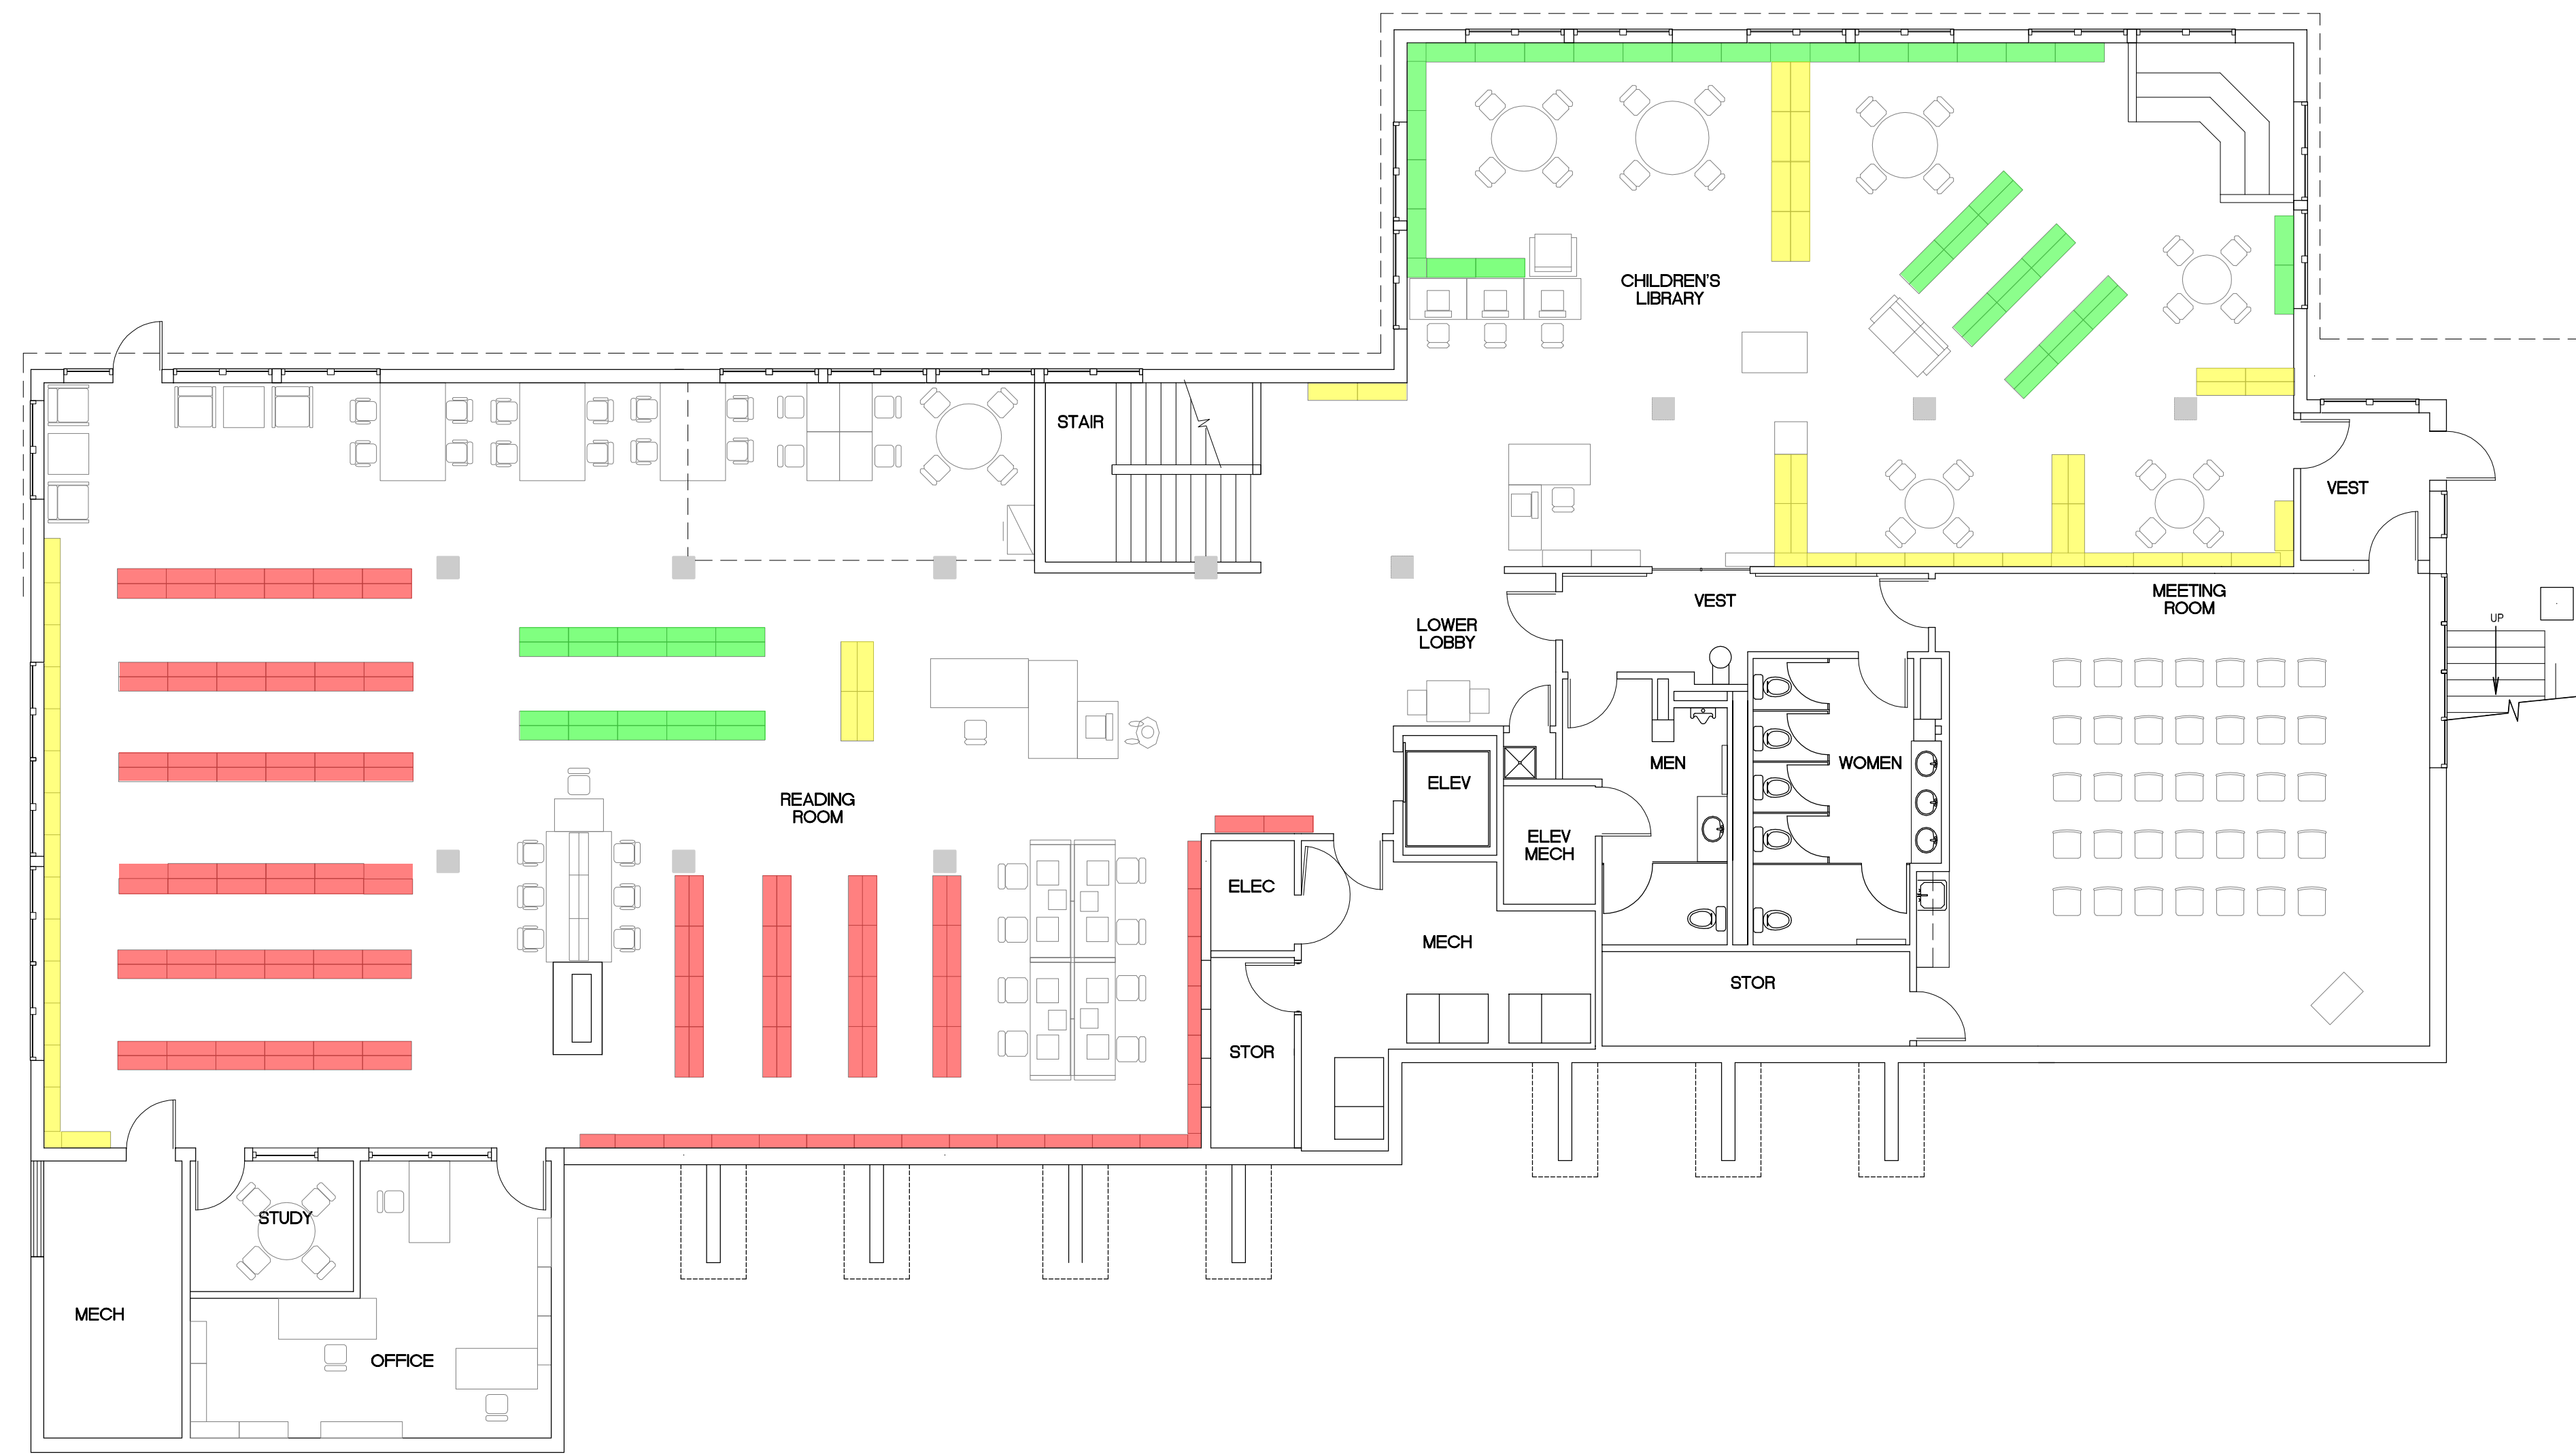 CHILDREN'S
LIBRARY
STAIR
VEST
MEETING
ROOM
VEST
UP
LOWER
LOBBY
MEN
WOMEN
ELEV
READING
ROOM
ELEV
MECH
ELEC
MECH
STOR
STOR
STUDY
MECH
OFFICE